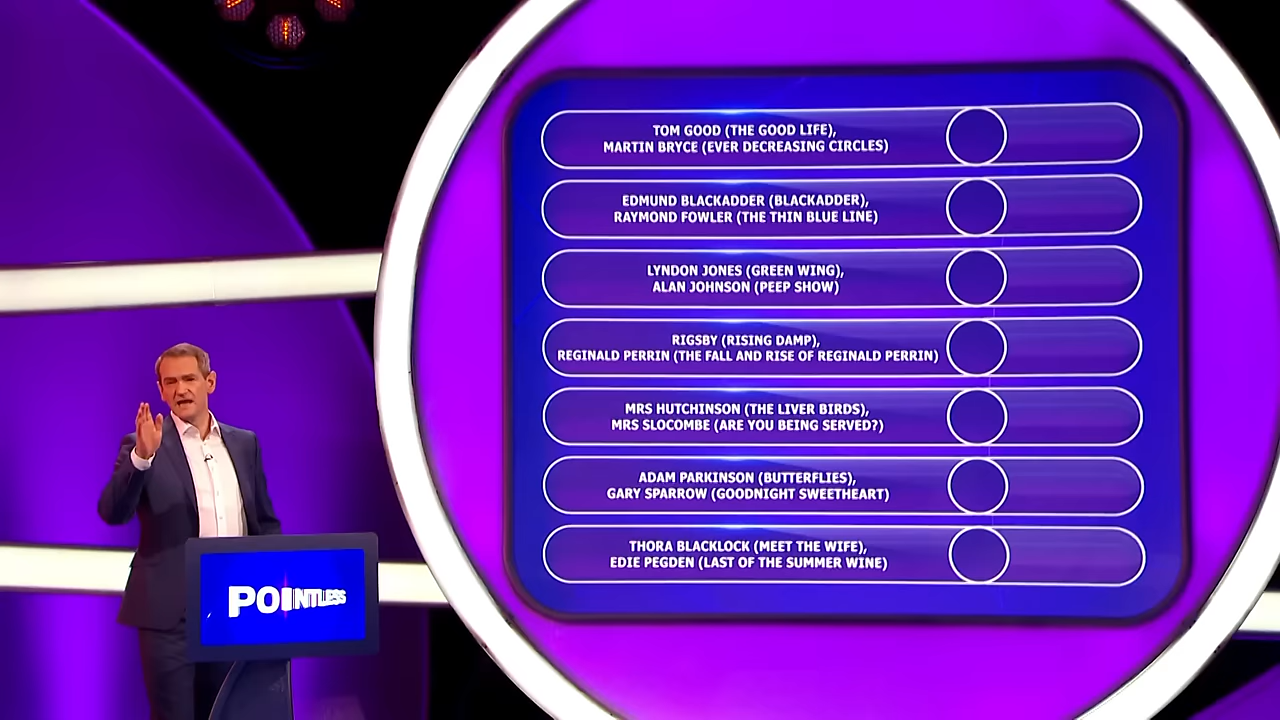 TOM GOOD (THE GOOD LIFE),
MARTIN BRYCE (EVER DECREASING CIRCLES)
EDMUND BLACKADDER (BLACKADDER),
RAYMOND FOWLER (THE THIN BLUE LINE)
LYNDON JONES (GREEN WING),
ALAN JOHNSON (PEEP SHOW)
RIGSBY (RISING DAMP),
REGINALD PERRIN (THE FALL AND RISE OF REGINALD PERRIN)
MRS HUTCHINSON (THE LIVER BIRDS),
MRS SLOCOMBE (ARE YOU BEING SERVED?)
ADAM PARKINSON (BUTTERFLIES),
GARY SPARROW (GOODNIGHT SWEETHEART)
THORA BLACKLOCK (MEET THE WIFE),
EDIE PEGDEN (LAST OF THE SUMMER WINE)
POINTLESS